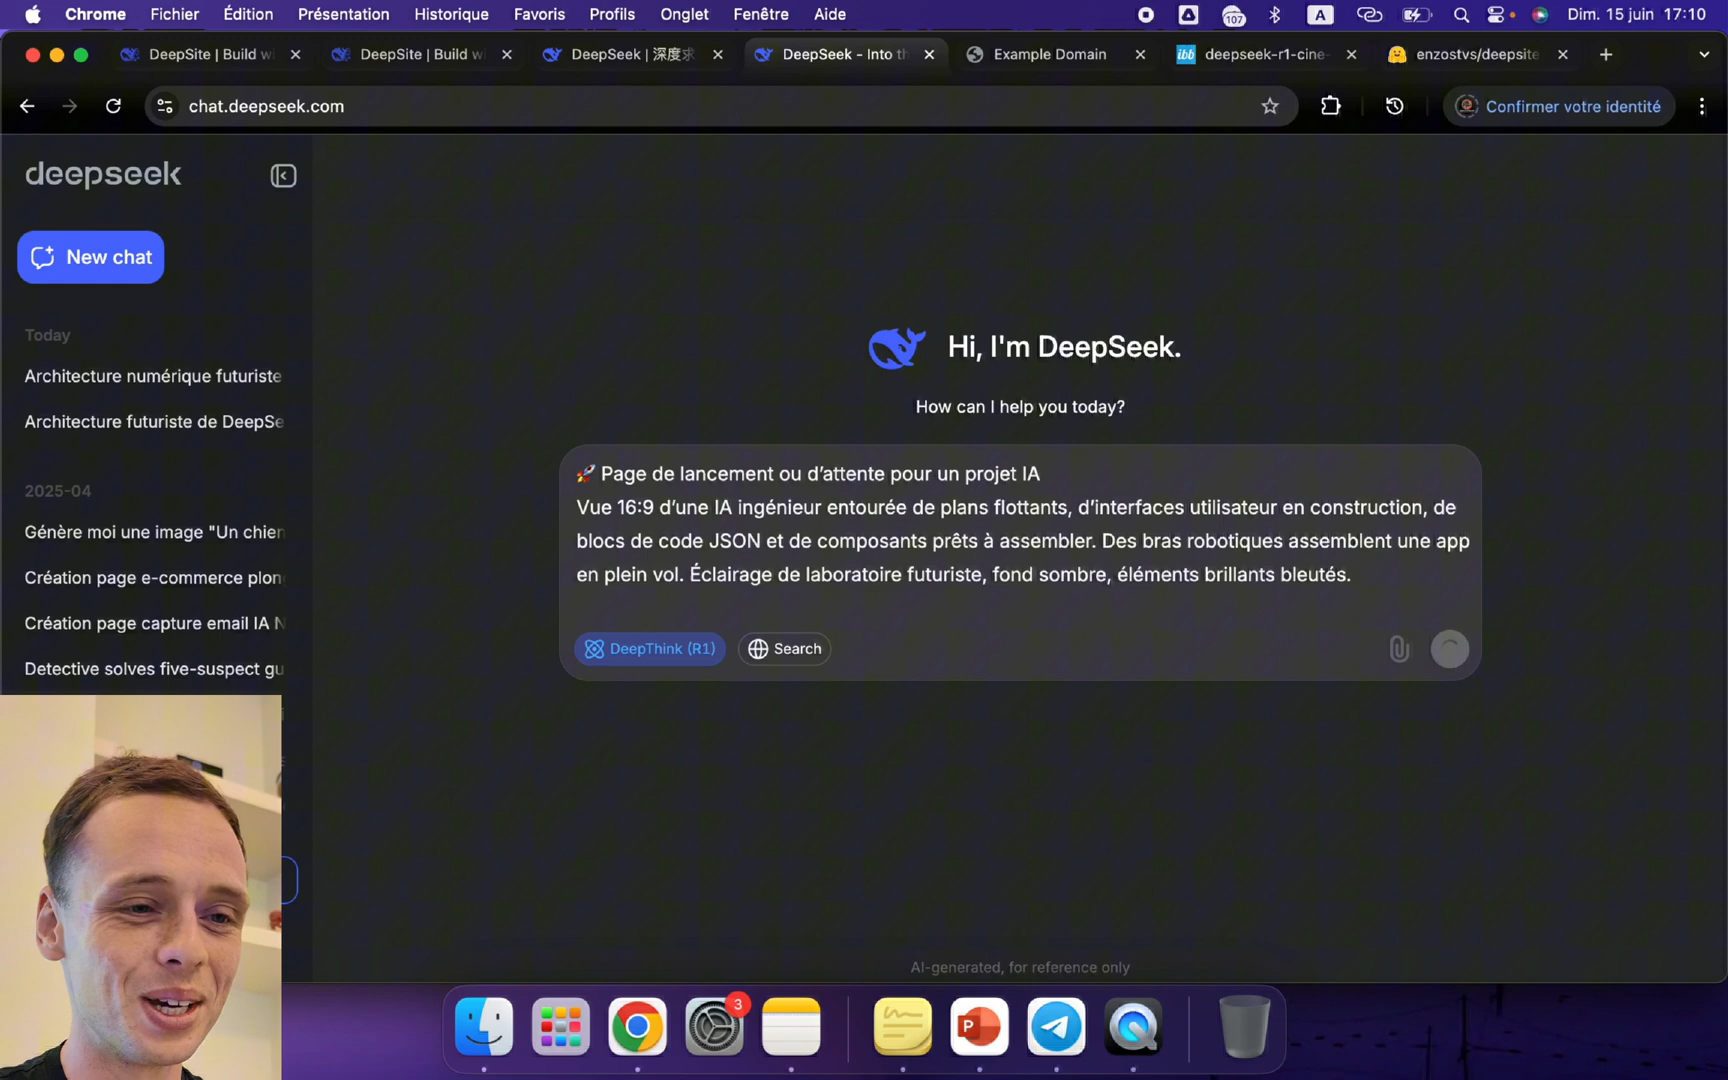 Chrome Fichier Édition Présentation Historique Favoris Profils Onglet Fenêtre Aide 107 A Dim. 15 juin 17:10
DeepSite | Build wi DeepSite | Build wi DeepSeek | 深度求 DeepSeek - Into th Example Domain ibb deepseek-r1-cine- enzostvs/deepsite
chat.deepseek.com Confirmer votre identité
deepseek
New chat
Today
Architecture numérique futuriste
Architecture futuriste de DeepSe
2025-04
Génère moi une image "Un chien
Création page e-commerce plon
Création page capture email IA N
Detective solves five-suspect gu
Hi, I'm DeepSeek.
How can I help you today?
🚀 Page de lancement ou d’attente pour un projet IA
Vue 16:9 d’une IA ingénieur entourée de plans flottants, d’interfaces utilisateur en construction, de
blocs de code JSON et de composants prêts à assembler. Des bras robotiques assemblent une app
en plein vol. Éclairage de laboratoire futuriste, fond sombre, éléments brillants bleutés.
DeepThink (R1) Search
AI-generated, for reference only
3
P